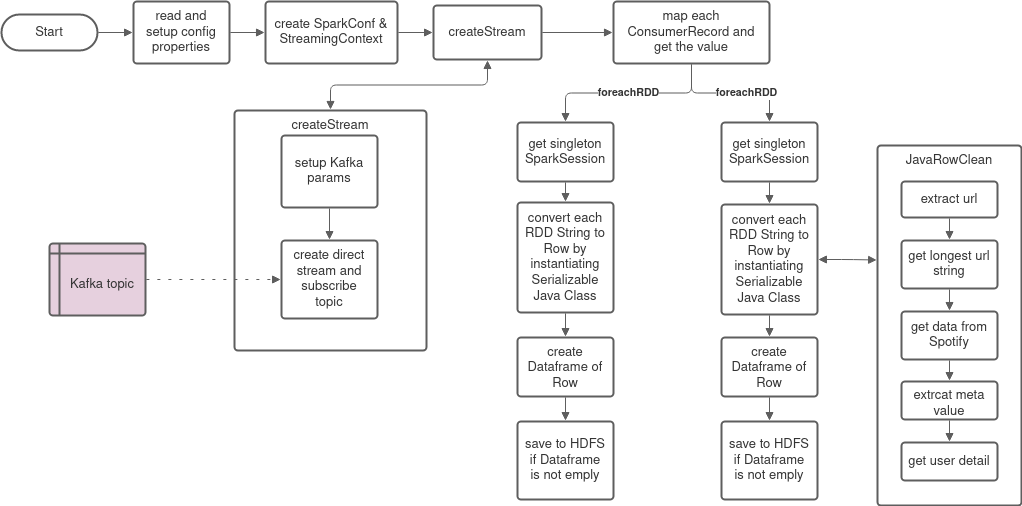 Start
read and
setup config
properties
create SparkConf &
StreamingContext
createStream
map each
ConsumerRecord and
get the value
foreachRDD
foreachRDD
createStream
setup Kafka
params
create direct
stream and
subscribe
topic
Kafka topic
get singleton
SparkSession
convert each
RDD String to
Row by
instantiating
Serializable
Java Class
create
Dataframe of
Row
save to HDFS
if Dataframe
is not emply
get singleton
SparkSession
convert each
RDD String to
Row by
instantiating
Serializable
Java Class
create
Dataframe of
Row
save to HDFS
if Dataframe
is not emply
JavaRowClean
extract url
get longest url
string
get data from
Spotify
extrcat meta
value
get user detail